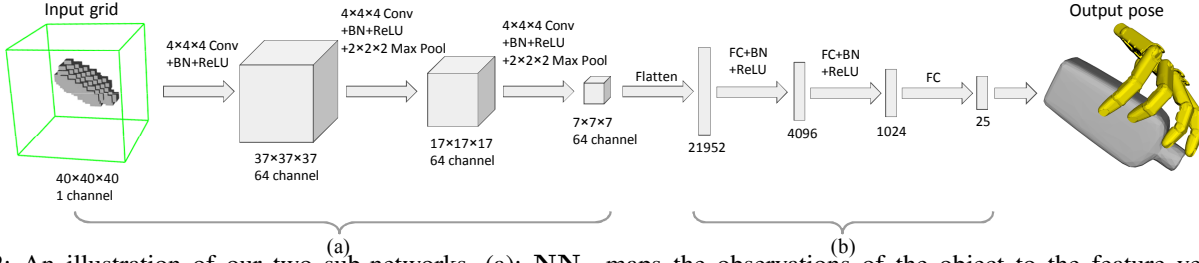 Input grid
40×40×40
1 channel
4×4×4 Conv
+BN+ReLU
37×37×37
64 channel
4×4×4 Conv
+BN+ReLU
+2×2×2 Max Pool
17×17×17
64 channel
4×4×4 Conv
+BN+ReLU
+2×2×2 Max Pool
7×7×7
64 channel
Flatten
21952
FC+BN
+ReLU
4096
FC+BN
+ReLU
1024
FC
25
Output pose
(a)
(b)
: An illustration of our two sub-networks. (a): NN maps the observations of the object to the feature